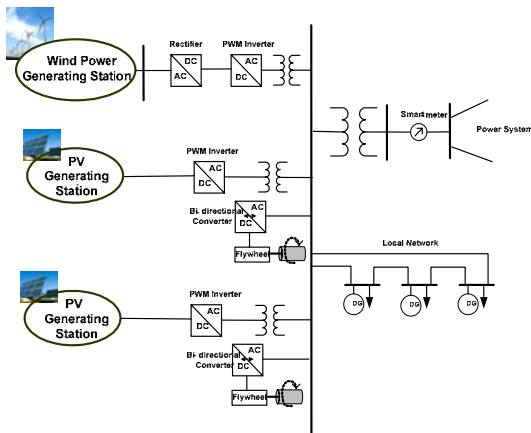 Wind Power
Generating Station
Rectifier
DC
AC
PWM Inverter
AC
DC
Smartmeter
Power System
PV
Generating
Station
PWM Inverter
AC
DC
Bi- directional
Converter
AC
DC
Flywheel
Local Network
DG
DG
DG
PV
Generating
Station
PWM Inverter
AC
DC
Bi- directional
Converter
AC
DC
Flywheel